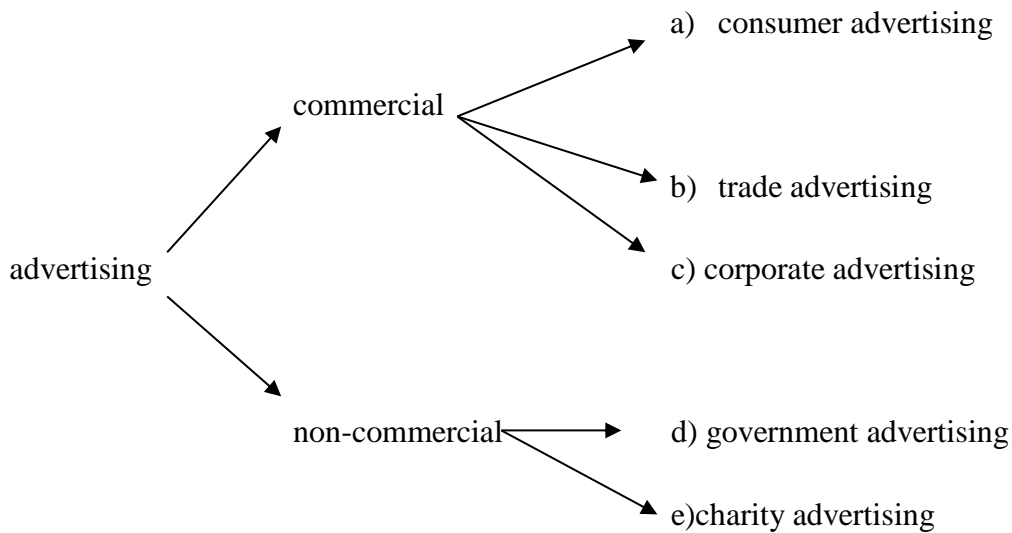 a) consumer advertising
commercial
b) trade advertising
advertising
c) corporate advertising
non-commercial
d) government advertising
e)charity advertising